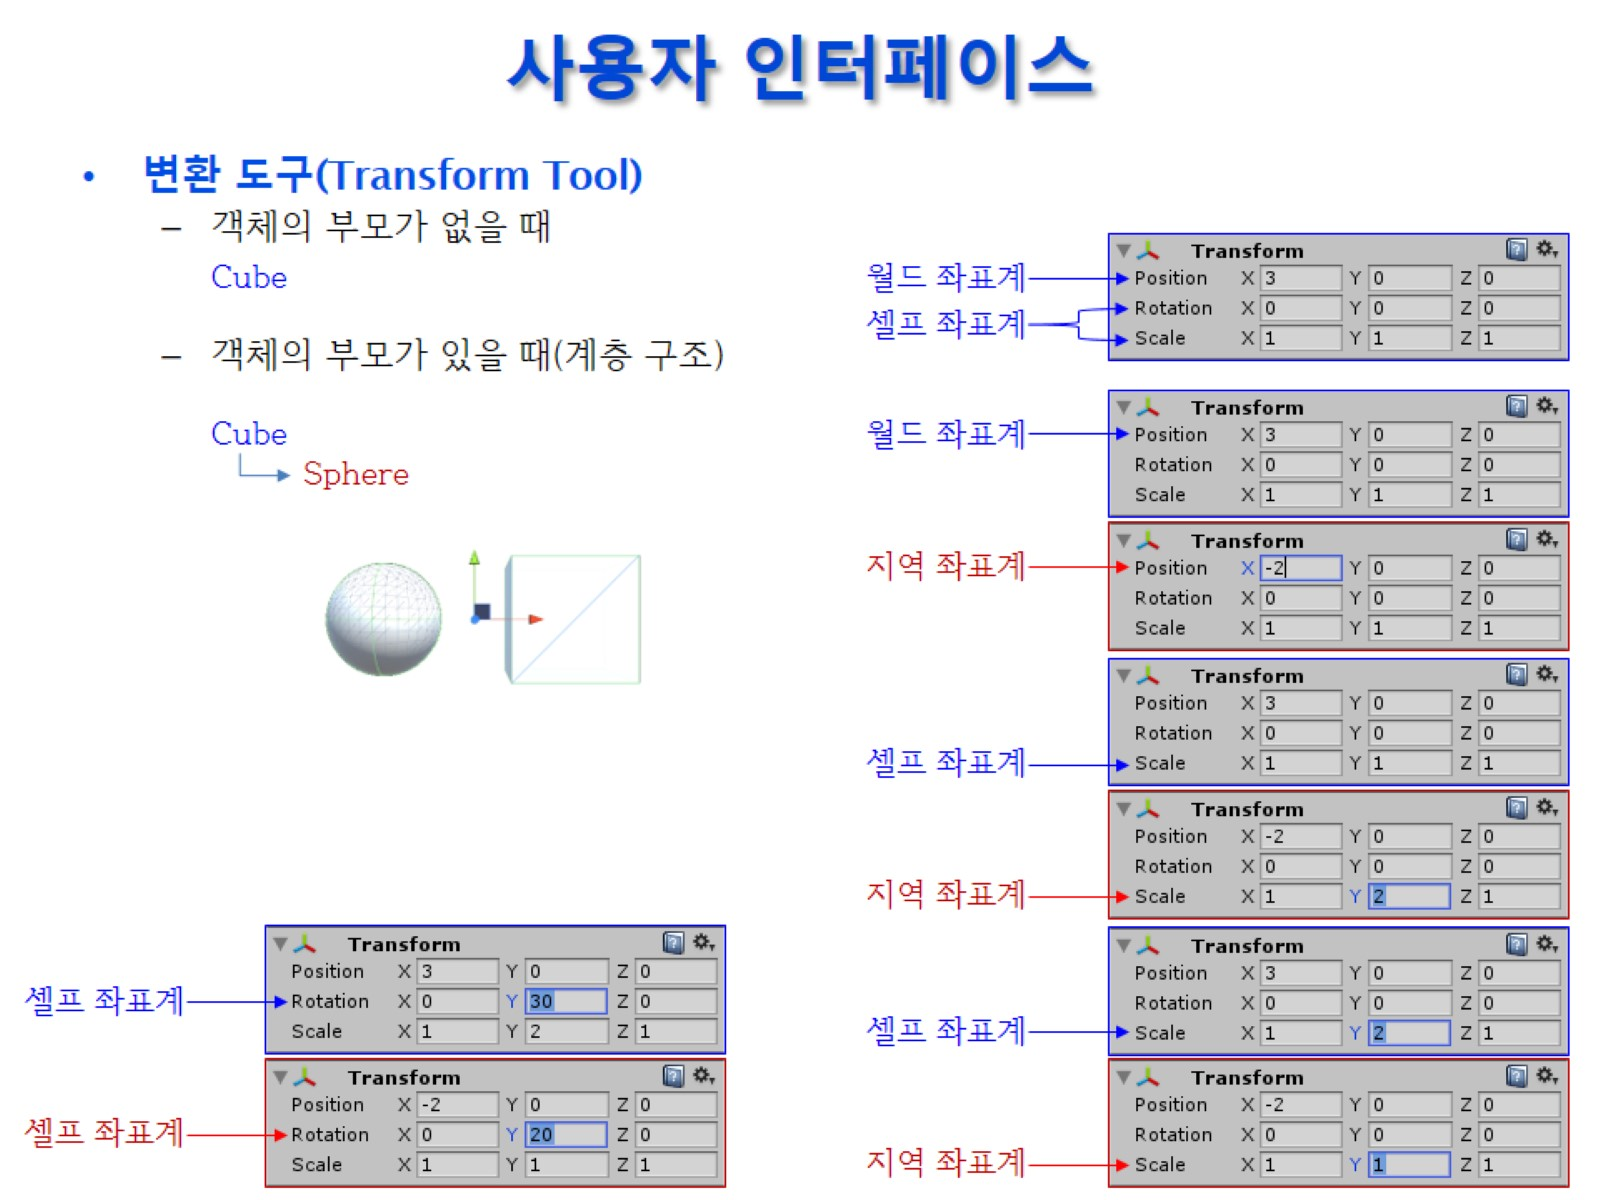 사용자 인터페이스
• 변환 도구(Transform Tool)
– 객체의 부모가 없을 때
Cube
– 객체의 부모가 있을 때(계층 구조)
Cube
Sphere
월드 좌표계
셀프 좌표계
Transform
Position X 3 Y 0 Z 0
Rotation X 0 Y 0 Z 0
Scale X 1 Y 1 Z 1
월드 좌표계
Transform
Position X 3 Y 0 Z 0
Rotation X 0 Y 0 Z 0
Scale X 1 Y 1 Z 1
지역 좌표계
Transform
Position X -2 Y 0 Z 0
Rotation X 0 Y 0 Z 0
Scale X 1 Y 1 Z 1
셀프 좌표계
Transform
Position X 3 Y 0 Z 0
Rotation X 0 Y 0 Z 0
Scale X 1 Y 1 Z 1
지역 좌표계
Transform
Position X -2 Y 0 Z 0
Rotation X 0 Y 0 Z 0
Scale X 1 Y 2 Z 1
셀프 좌표계
Transform
Position X 3 Y 0 Z 0
Rotation X 0 Y 0 Z 0
Scale X 1 Y 2 Z 1
지역 좌표계
Transform
Position X -2 Y 0 Z 0
Rotation X 0 Y 0 Z 0
Scale X 1 Y 1 Z 1
셀프 좌표계
Transform
Position X 3 Y 0 Z 0
Rotation X 0 Y 30 Z 0
Scale X 1 Y 2 Z 1
셀프 좌표계
Transform
Position X -2 Y 0 Z 0
Rotation X 0 Y 20 Z 0
Scale X 1 Y 1 Z 1